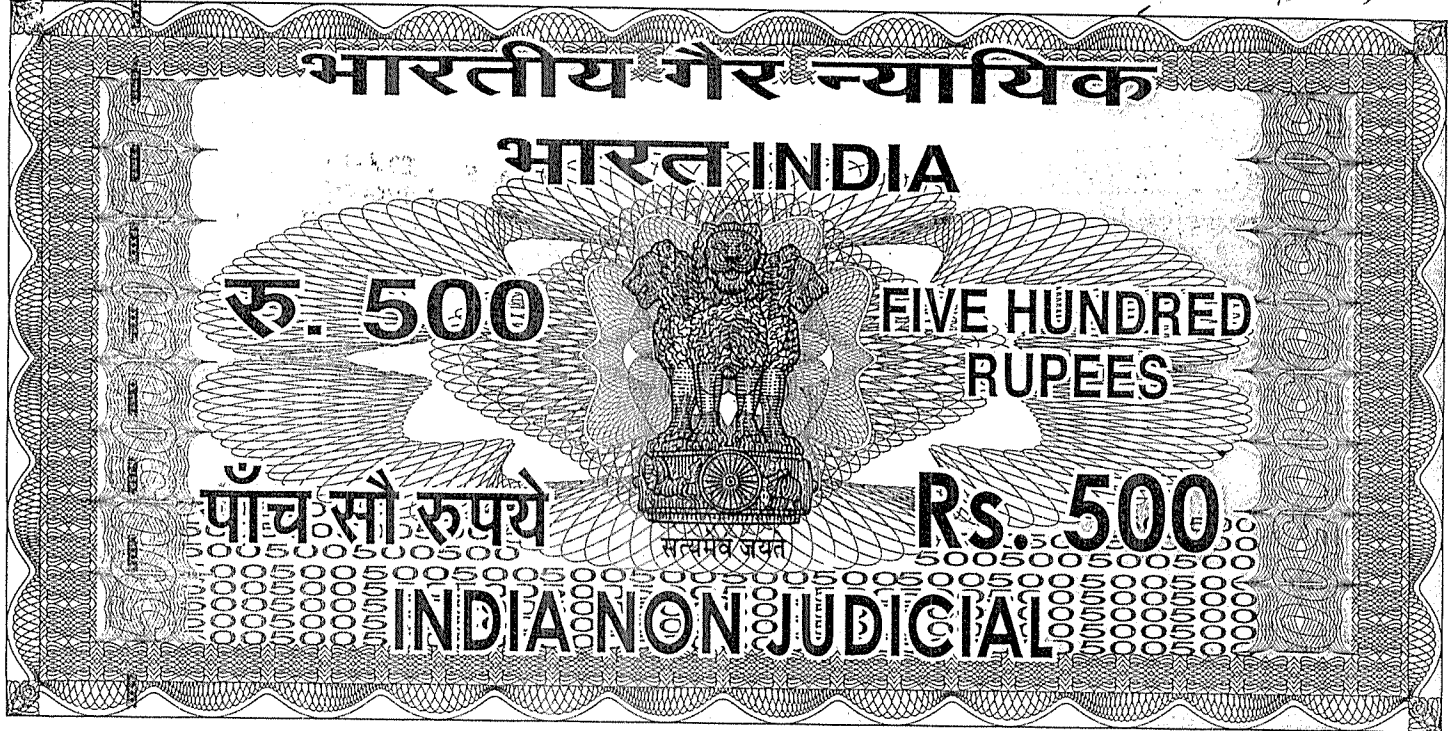 भारतीय गैर न्यायिक
भारत INDIA
रु. 500
FIVE HUNDRED
RUPEES
पाँच सौ रुपये
Rs. 500
सत्यमेव जयते
INDIA NON JUDICIAL